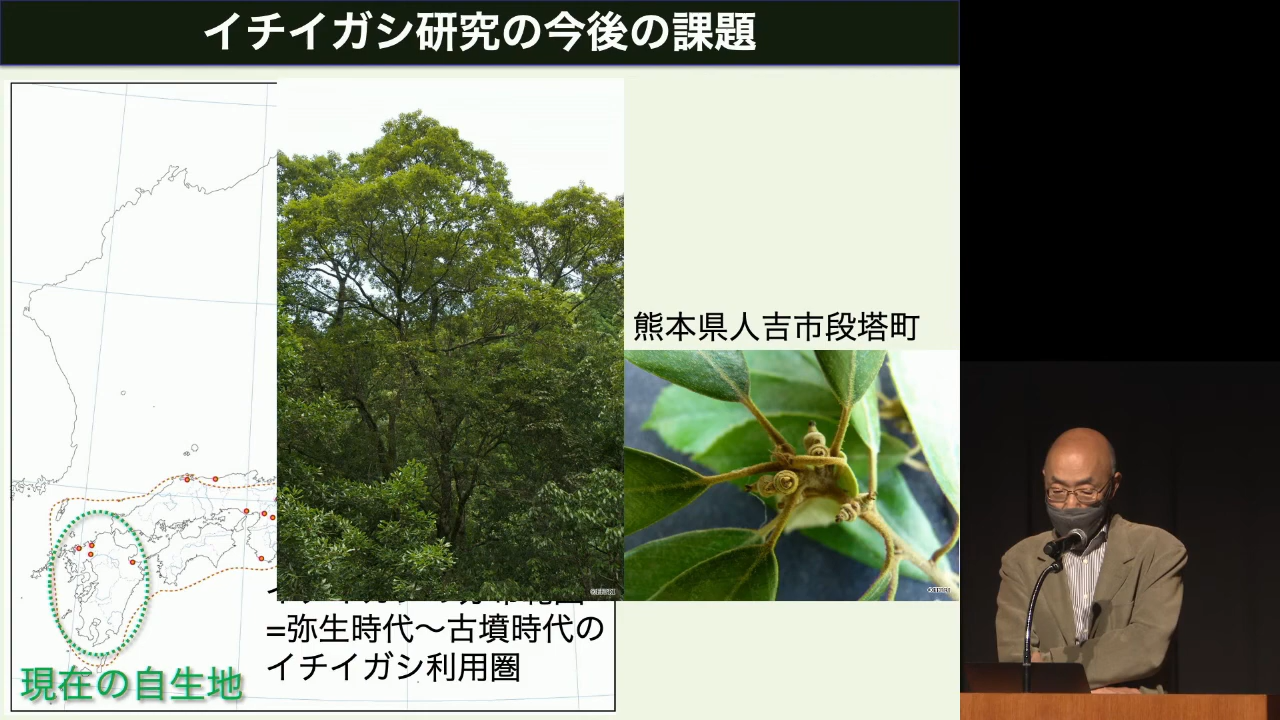 イチイガシ研究の今後の課題
熊本県人吉市段塔町
=弥生時代〜古墳時代の
イチイガシ利用圏
現在の自生地